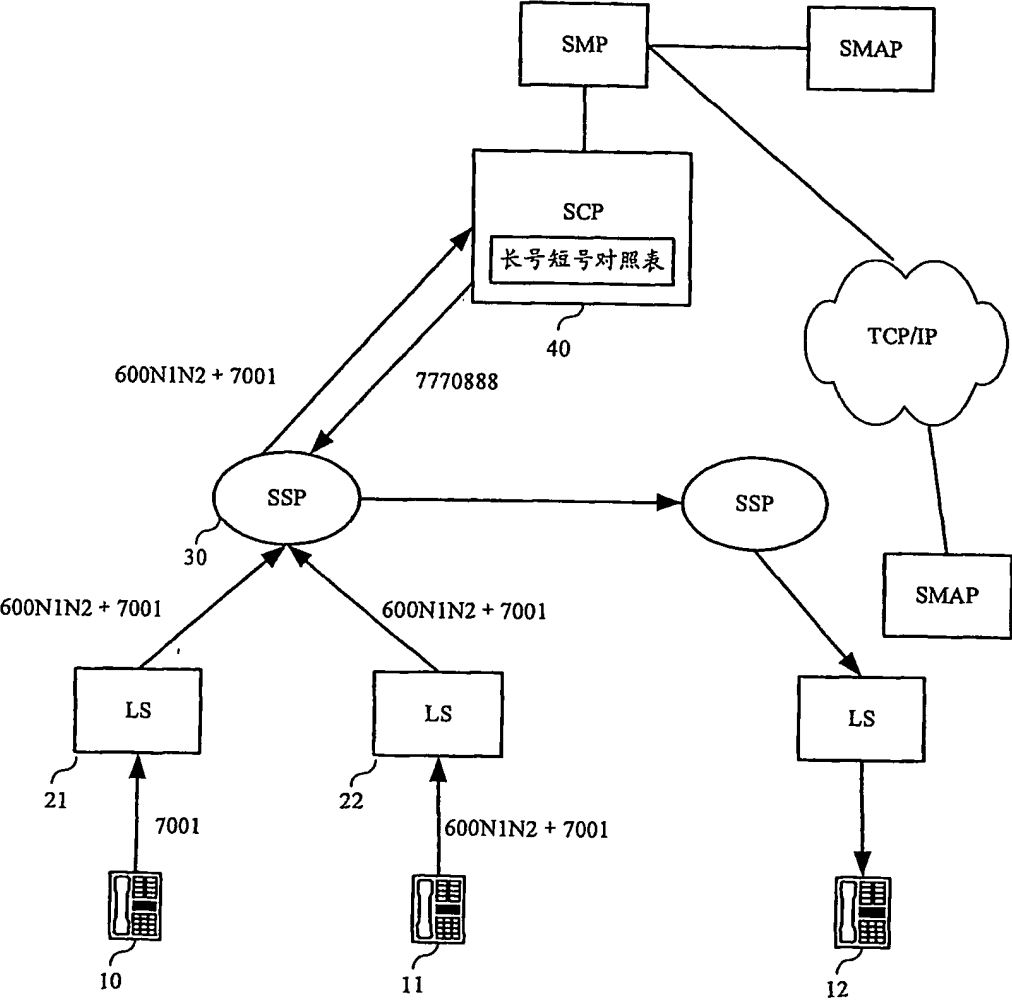 SMP
SMAP
SCP
长号短号对照表
40
TCP/IP
600N1N2 + 7001
7770888
SSP
SSP
30
600N1N2 + 7001
600N1N2 + 7001
SMAP
LS
LS
LS
21
22
7001
600N1N2 + 7001
10
11
12